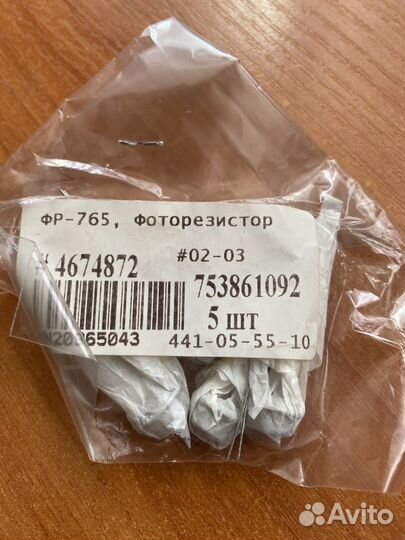 ФР-765, Фоторезистор
# 4674872 #02-03
753861092
5 шт
N20365043 441-05-55-10
Avito